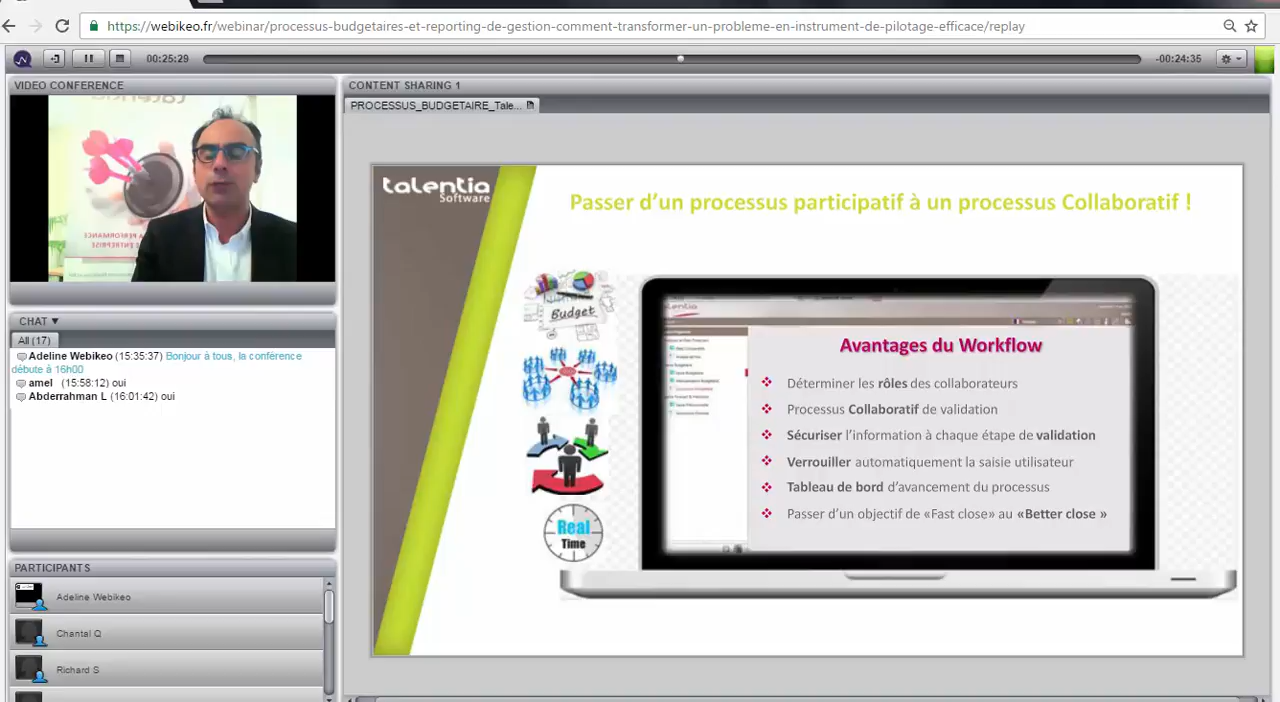 https://webikeo.fr/webinar/processus-budgetaires-et-reporting-de-gestion-comment-transformer-un-probleme-en-instrument-de-pilotage-efficace/replay
00:25:29
-00:24:35
VIDEO CONFERENCE
CHAT
All (17)
Adeline Webikeo (15:35:37) Bonjour à tous, la conférence
débute à 16h00
amel (15:58:12) oui
Abderrahman L (16:01:42) oui
PARTICIPANTS
Adeline Webikeo
Chantal Q
Richard S
CONTENT SHARING 1
PROCESSUS_BUDGETAIRE_Tale...
talentia
Software
Passer d'un processus participatif à un processus Collaboratif !
Budget
Real
Time
Avantages du Workflow
❖ Déterminer les rôles des collaborateurs
❖ Processus Collaboratif de validation
❖ Sécuriser l'information à chaque étape de validation
❖ Verrouiller automatiquement la saisie utilisateur
❖ Tableau de bord d'avancement du processus
❖ Passer d'un objectif de «Fast close» au «Better close »